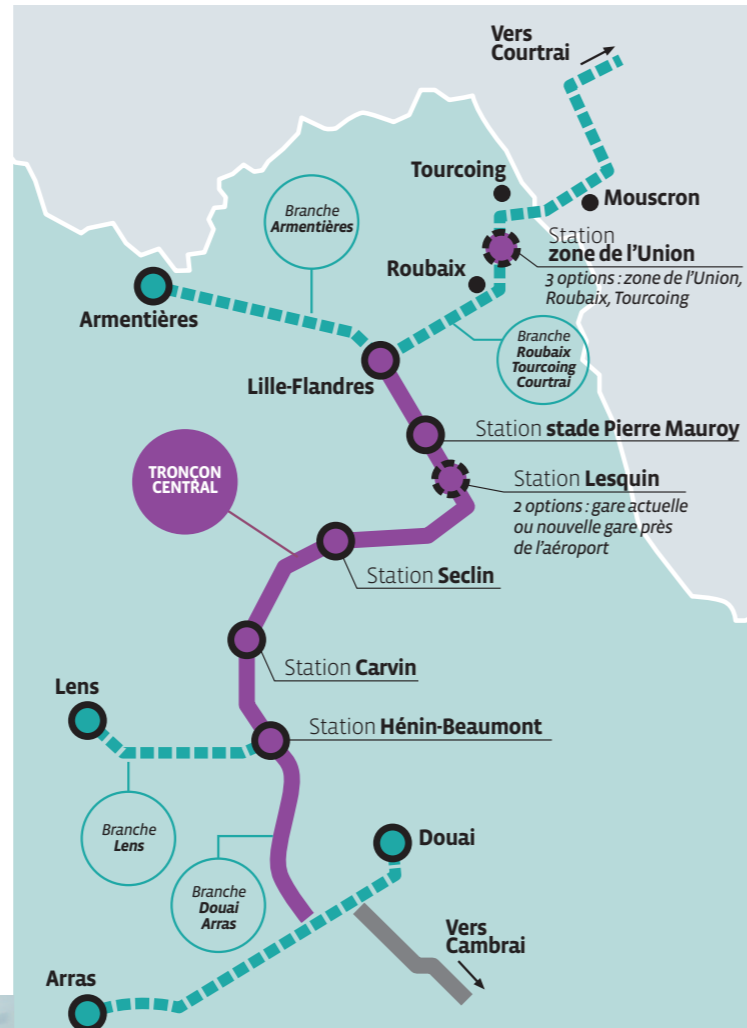 Vers
Courtrai
Tourcoing
Mouscron
Branche
Armentières
Station
zone de l'Union
3 options : zone de l'Union,
Roubaix, Tourcoing
Roubaix
Armentières
Branche
Roubaix
Tourcoing
Courtrai
Lille-Flandres
Station stade Pierre Mauroy
TRONÇON
CENTRAL
Station Lesquin
2 options : gare actuelle
ou nouvelle gare près
de l'aéroport
Station Seclin
Station Carvin
Lens
Station Hénin-Beaumont
Branche
Lens
Douai
Branche
Douai
Arras
Vers
Cambrai
Arras